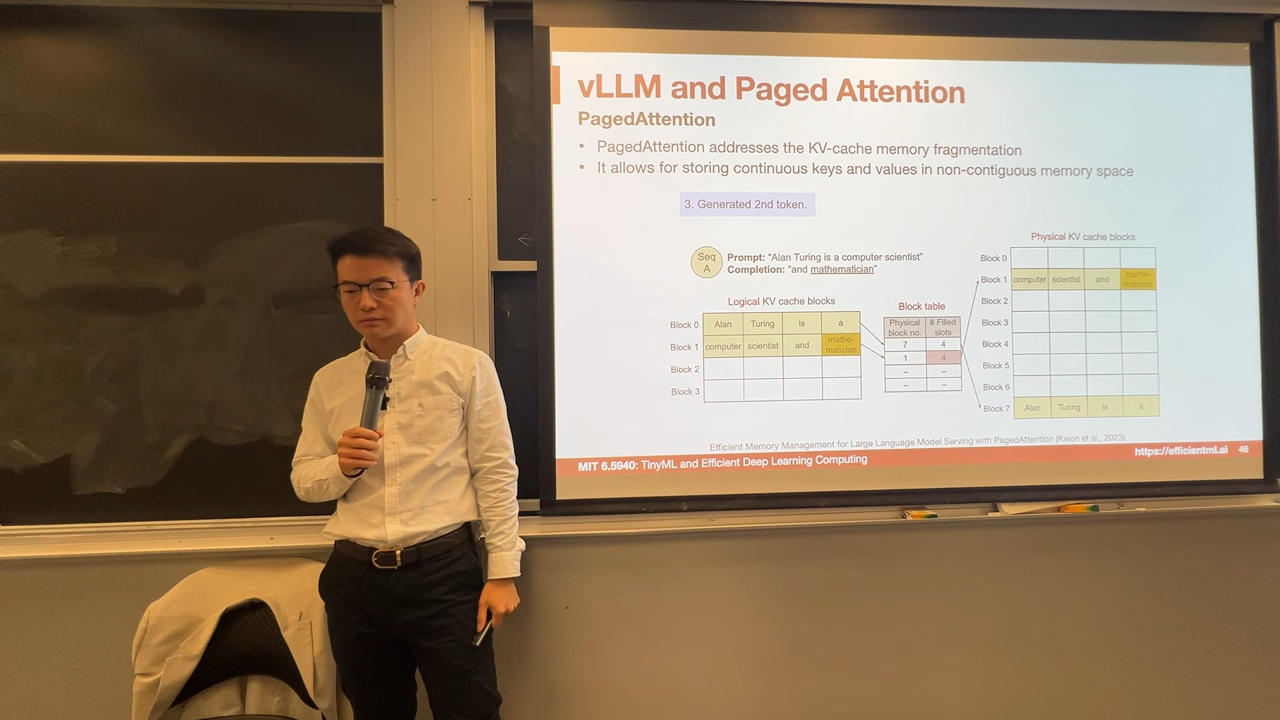 vLLM and Paged Attention
PagedAttention
• PagedAttention addresses the KV-cache memory fragmentation
• It allows for storing continuous keys and values in non-contiguous memory space
3. Generated 2nd token.
Seq
A
Prompt: “Alan Turing is a computer scientist”
Completion: “and mathematician”
Logical KV cache blocks
Block 0 Alan Turing is a
Block 1 computer scientist and mathe-
matician
Block 2
Block 3
Block table
Physical
block no.
# Filled
slots
7 4
1 4
– –
– –
Physical KV cache blocks
Block 0
Block 1 computer scientist and mathe-
matician
Block 2
Block 3
Block 4
Block 5
Block 6
Block 7 Alan Turing is a
Efficient Memory Management for Large Language Model Serving with PagedAttention (Kwon et al., 2023)
MIT 6.5940: TinyML and Efficient Deep Learning Computing
https://efficientml.ai 46